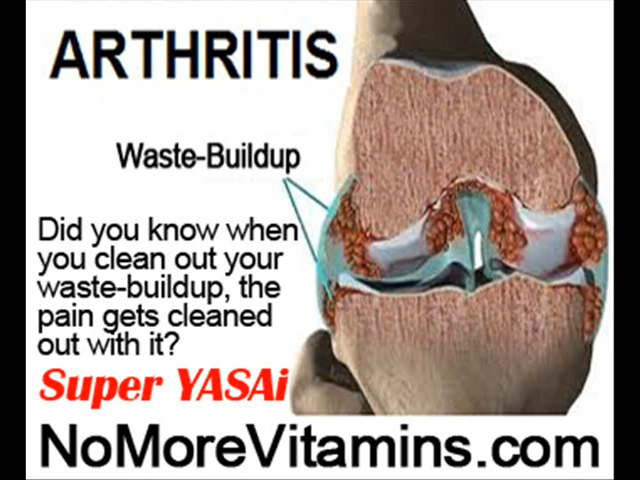 ARTHRITIS
Waste-Buildup
Did you know when
you clean out your
waste-buildup, the
pain gets cleaned
out with it?
Super YASAi
NoMoreVitamins.com